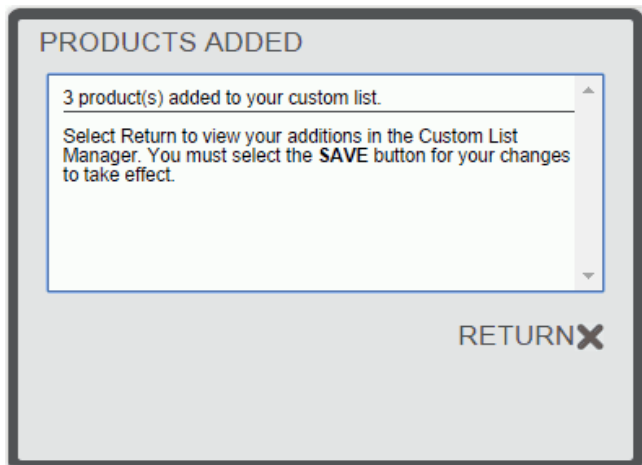 PRODUCTS ADDED
3 product(s) added to your custom list.
Select Return to view your additions in the Custom List
Manager. You must select the SAVE button for your changes
to take effect.
RETURN